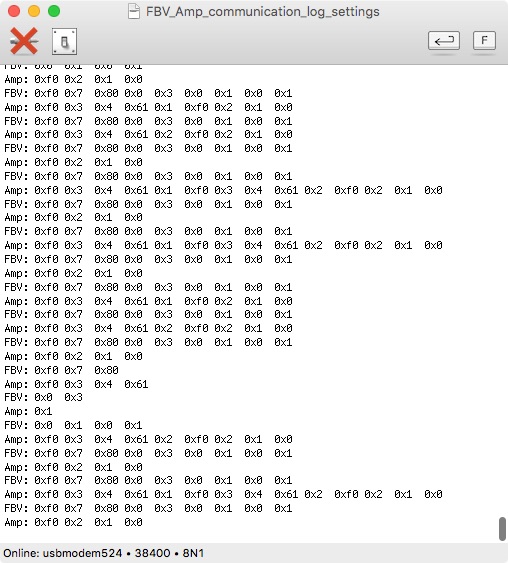 FBV_Amp_communication_log_settings
F
FBV: 0x0 0x1 0x0 0x1
Amp: 0xf0 0x2 0x1 0x0
FBV: 0xf0 0x7 0x80 0x0 0x3 0x0 0x1 0x0 0x1
Amp: 0xf0 0x3 0x4 0x61 0x1 0xf0 0x2 0x1 0x0
FBV: 0xf0 0x7 0x80 0x0 0x3 0x0 0x1 0x0 0x1
Amp: 0xf0 0x3 0x4 0x61 0x2 0xf0 0x2 0x1 0x0
FBV: 0xf0 0x7 0x80 0x0 0x3 0x0 0x1 0x0 0x1
Amp: 0xf0 0x2 0x1 0x0
FBV: 0xf0 0x7 0x80 0x0 0x3 0x0 0x1 0x0 0x1
Amp: 0xf0 0x3 0x4 0x61 0x1 0xf0 0x3 0x4 0x61 0x2 0xf0 0x2 0x1 0x0
FBV: 0xf0 0x7 0x80 0x0 0x3 0x0 0x1 0x0 0x1
Amp: 0xf0 0x2 0x1 0x0
FBV: 0xf0 0x7 0x80 0x0 0x3 0x0 0x1 0x0 0x1
Amp: 0xf0 0x3 0x4 0x61 0x1 0xf0 0x3 0x4 0x61 0x2 0xf0 0x2 0x1 0x0
FBV: 0xf0 0x7 0x80 0x0 0x3 0x0 0x1 0x0 0x1
Amp: 0xf0 0x2 0x1 0x0
FBV: 0xf0 0x7 0x80 0x0 0x3 0x0 0x1 0x0 0x1
Amp: 0xf0 0x3 0x4 0x61 0x1 0xf0 0x2 0x1 0x0
FBV: 0xf0 0x7 0x80 0x0 0x3 0x0 0x1 0x0 0x1
Amp: 0xf0 0x3 0x4 0x61 0x2 0xf0 0x2 0x1 0x0
FBV: 0xf0 0x7 0x80 0x0 0x3 0x0 0x1 0x0 0x1
Amp: 0xf0 0x2 0x1 0x0
FBV: 0xf0 0x7 0x80
Amp: 0xf0 0x3 0x4 0x61
FBV: 0x0 0x3
Amp: 0x1
FBV: 0x0 0x1 0x0 0x1
Amp: 0xf0 0x3 0x4 0x61 0x2 0xf0 0x2 0x1 0x0
FBV: 0xf0 0x7 0x80 0x0 0x3 0x0 0x1 0x0 0x1
Amp: 0xf0 0x2 0x1 0x0
FBV: 0xf0 0x7 0x80 0x0 0x3 0x0 0x1 0x0 0x1
Amp: 0xf0 0x3 0x4 0x61 0x1 0xf0 0x3 0x4 0x61 0x2 0xf0 0x2 0x1 0x0
FBV: 0xf0 0x7 0x80 0x0 0x3 0x0 0x1 0x0 0x1
Amp: 0xf0 0x2 0x1 0x0
Online: usbmodem524 • 38400 • 8N1